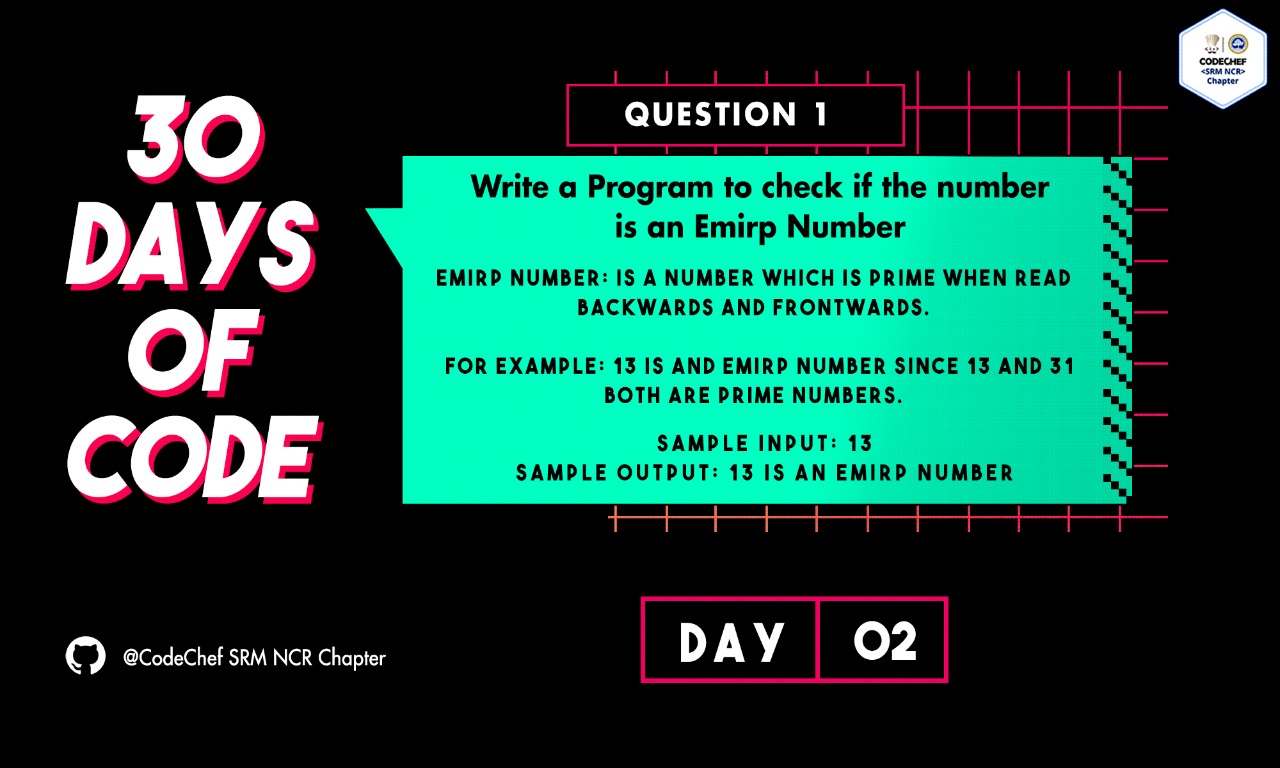 CODECHEF
<SRM NCR>
Chapter
30
DAYS
OF
CODE
QUESTION 1
Write a Program to check if the number
is an Emirp Number
EMIRP NUMBER: IS A NUMBER WHICH IS PRIME WHEN READ
BACKWARDS AND FRONTWARDS.
FOR EXAMPLE: 13 IS AND EMIRP NUMBER SINCE 13 AND 31
BOTH ARE PRIME NUMBERS.
SAMPLE INPUT: 13
SAMPLE OUTPUT: 13 IS AN EMIRP NUMBER
DAY 02
@CodeChef SRM NCR Chapter